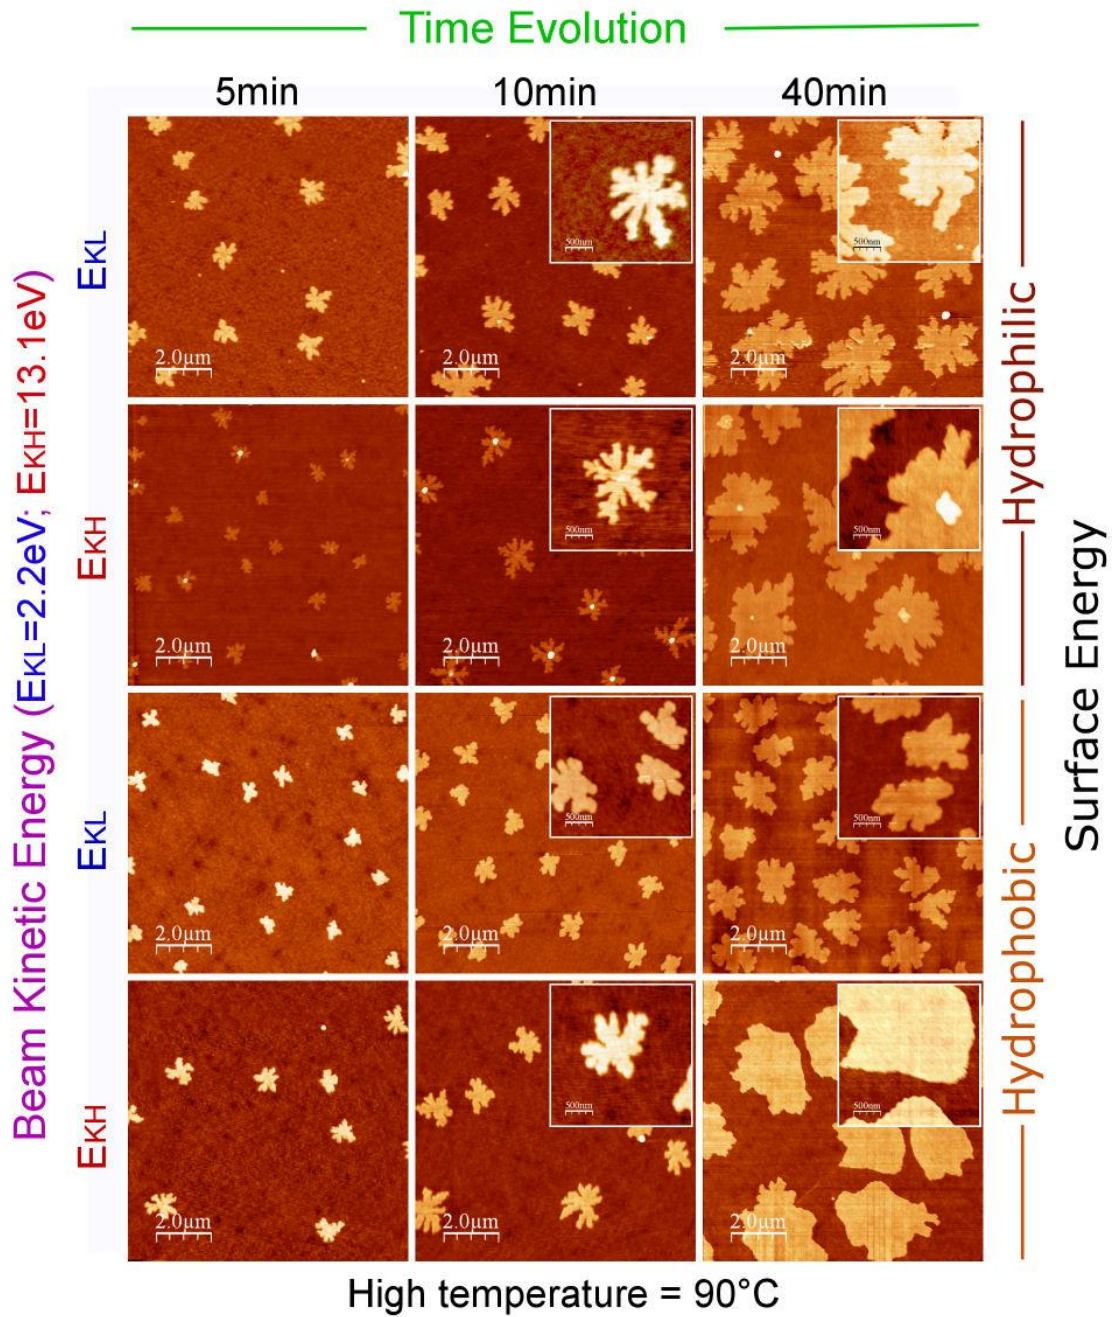 Time Evolution
5min 10min 40min
Beam Kinetic Energy (EKL=2.2eV; EKH=13.1eV)
EKL
500nm 500nm
2.0µm 2.0µm 2.0µm
Hydrophilic
EKH
500nm 500nm
2.0µm 2.0µm 2.0µm
Surface Energy
EKL
500nm 500nm
2.0µm 2.0µm 2.0µm
Hydrophobic
EKH
500nm 500nm
2.0µm 2.0µm 2.0µm
High temperature = 90°C